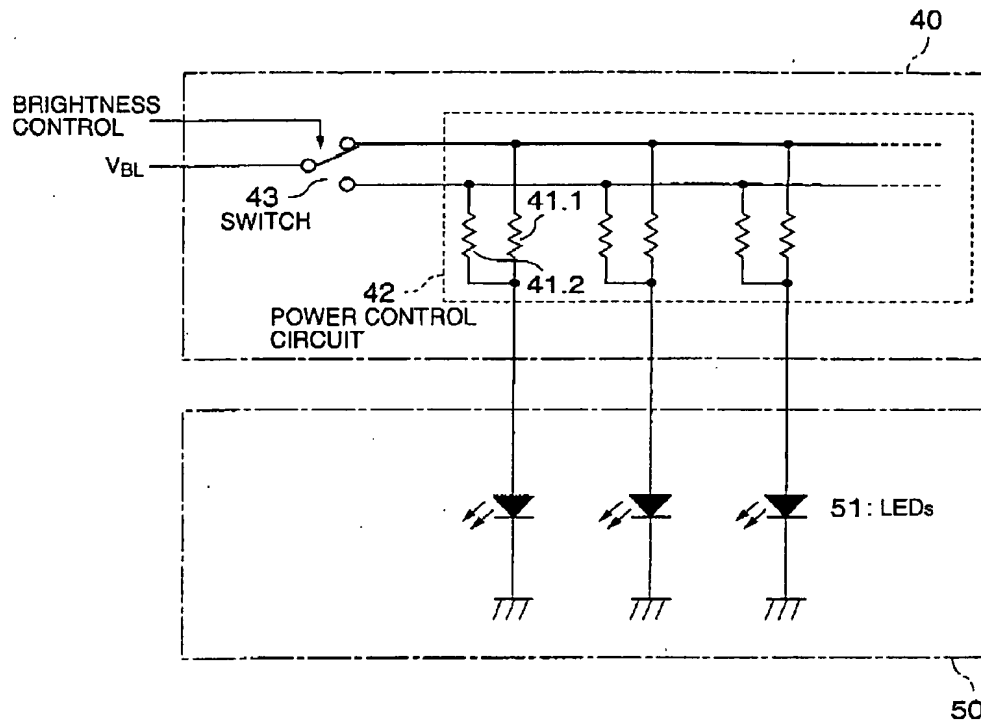 40
BRIGHTNESS
CONTROL
VBL
43
SWITCH
41.1
41.2
42
POWER CONTROL
CIRCUIT
51: LEDs
50